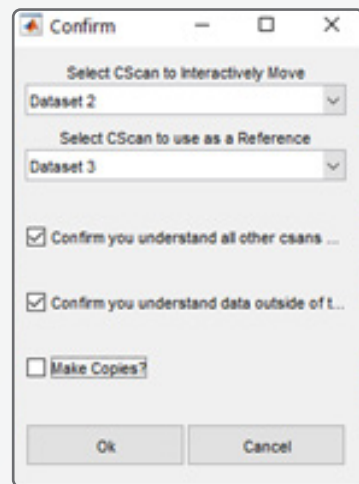 Confirm
Select CScan to Interactively Move
Dataset 2
Select CScan to use as a Reference
Dataset 3
Confirm you understand all other csans ...
Confirm you understand data outside of t...
Make Copies?
Ok Cancel